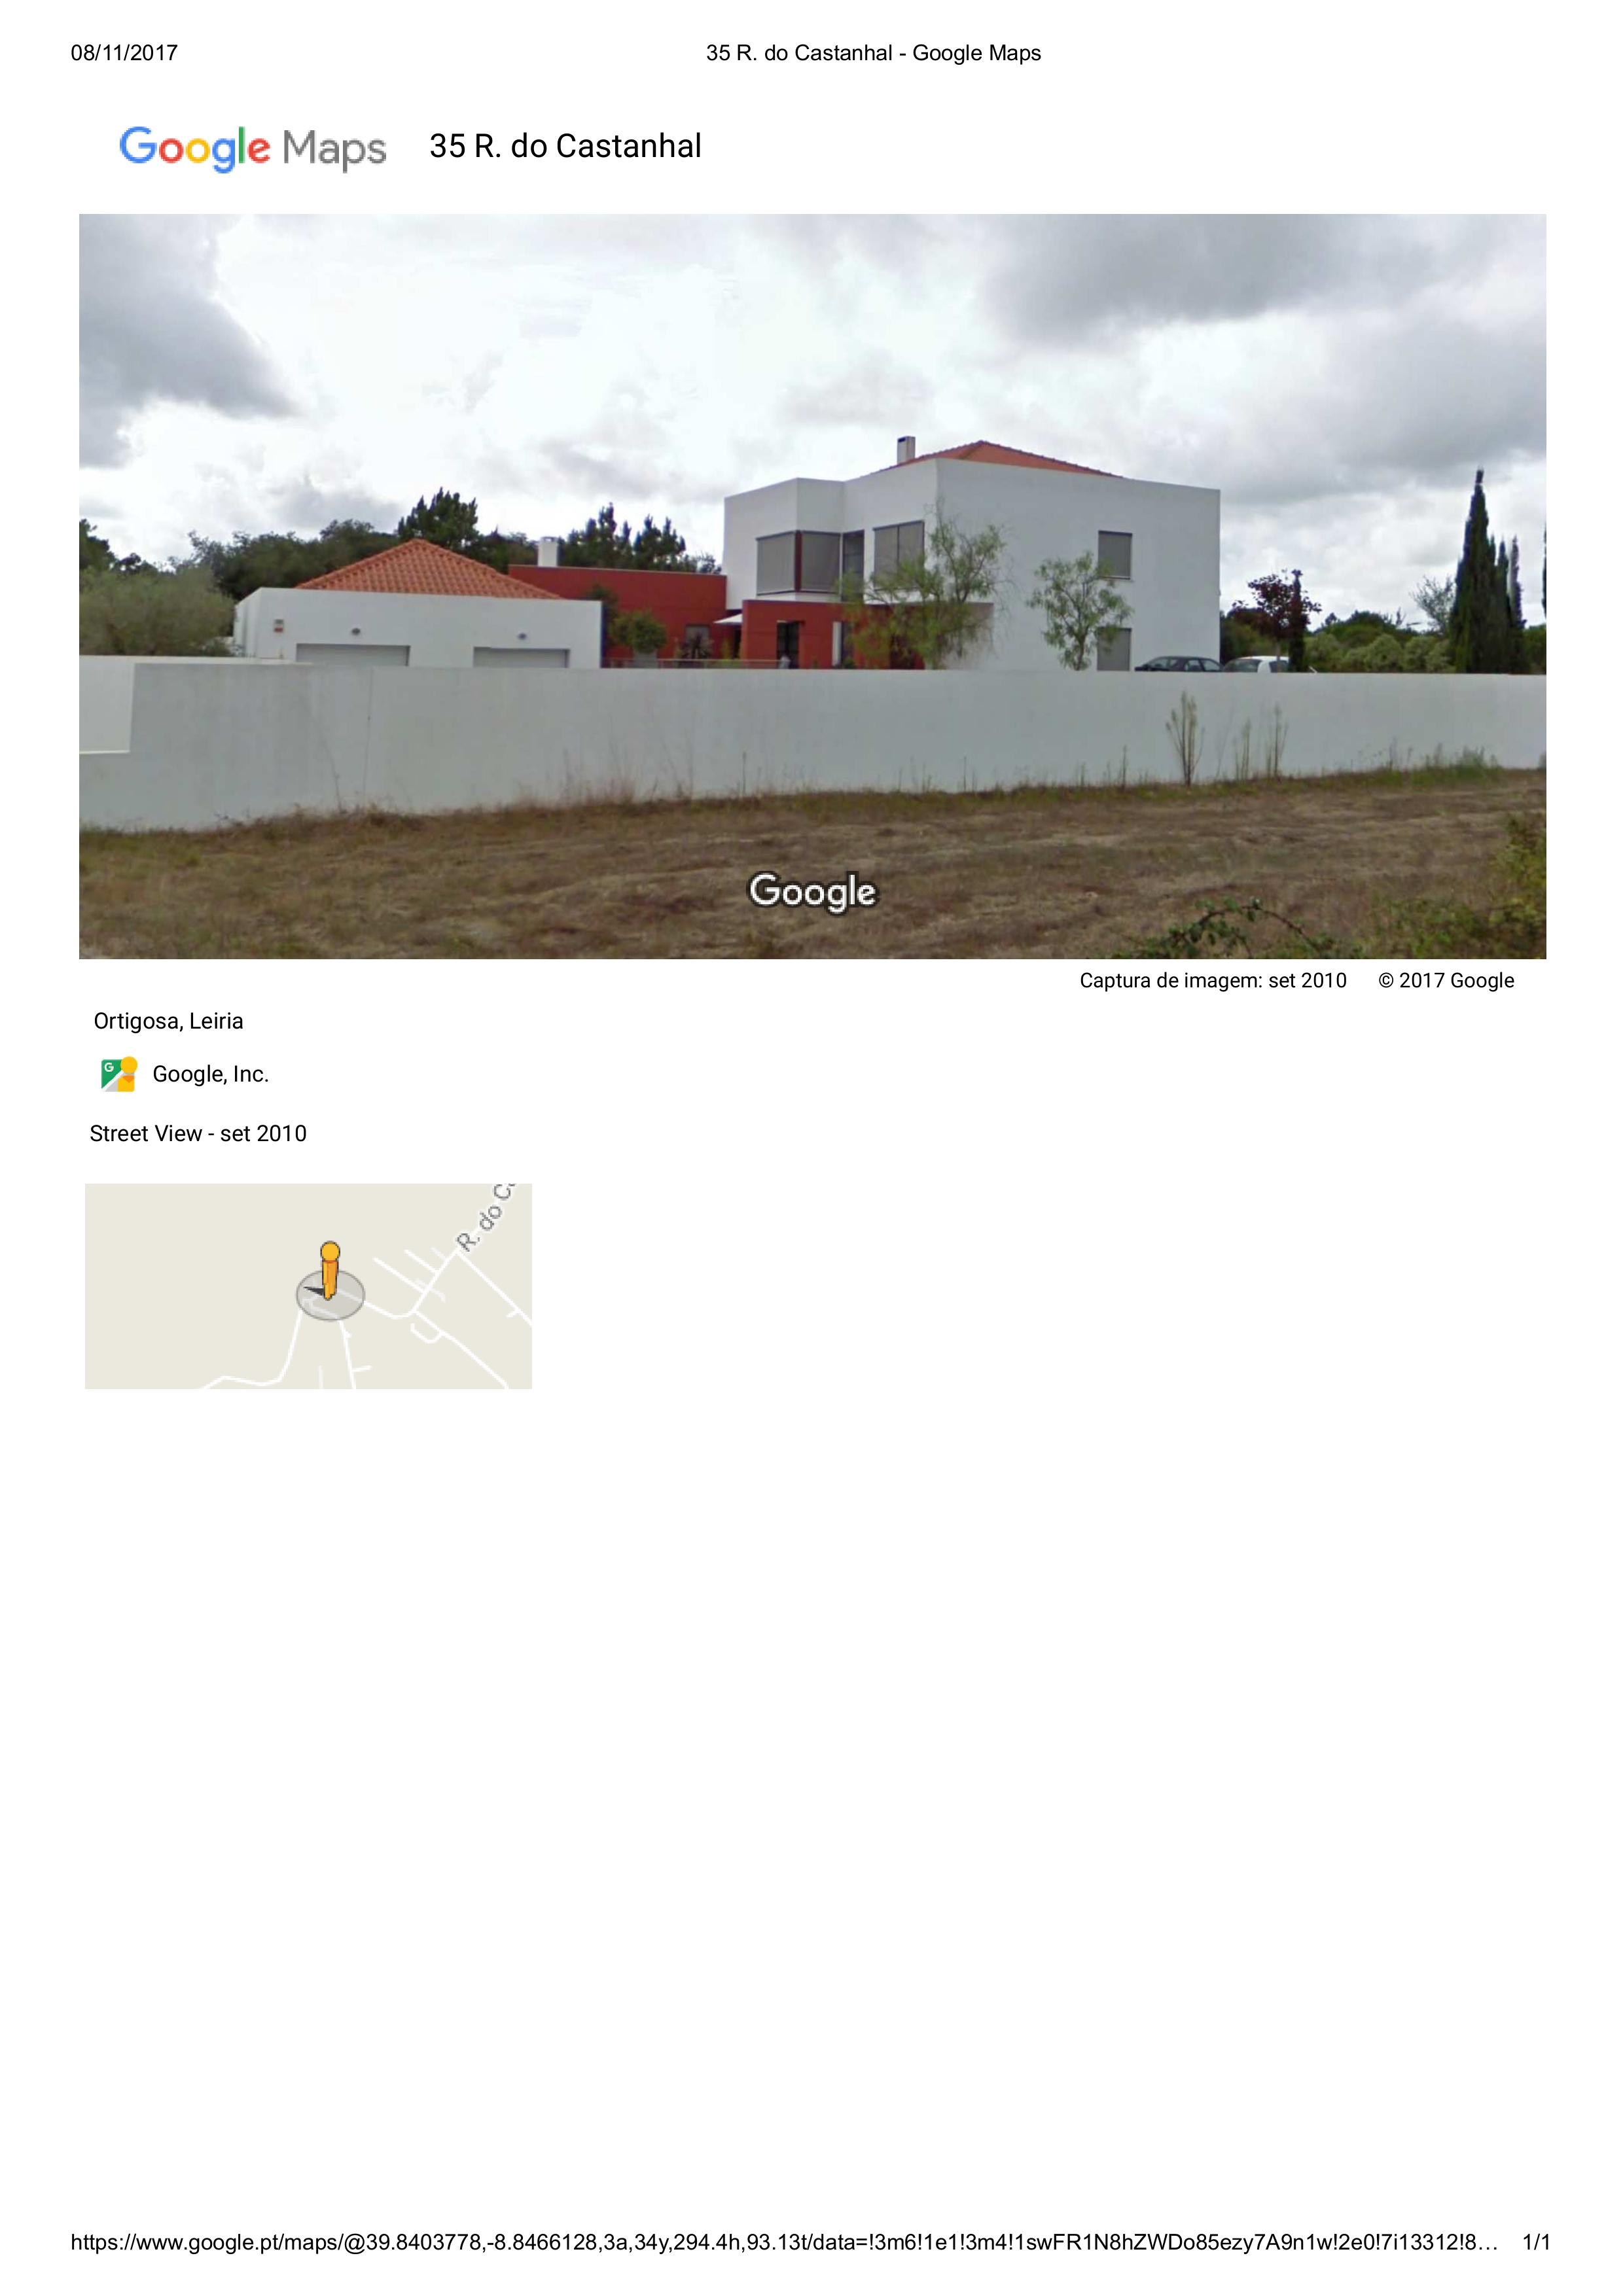 08/11/2017 35 R. do Castanhal - Google Maps
Google Maps 35 R. do Castanhal
Google
Captura de imagem: set 2010 © 2017 Google
Ortigosa, Leiria
Google, Inc.
Street View - set 2010
R. do
https://www.google.pt/maps/@39.8403778,-8.8466128,3a,34y,294.4h,93.13t/data=!3m6!1e1!3m4!1swFR1N8hZWDo85ezy7A9n1w!2e0!7i13312!8… 1/1